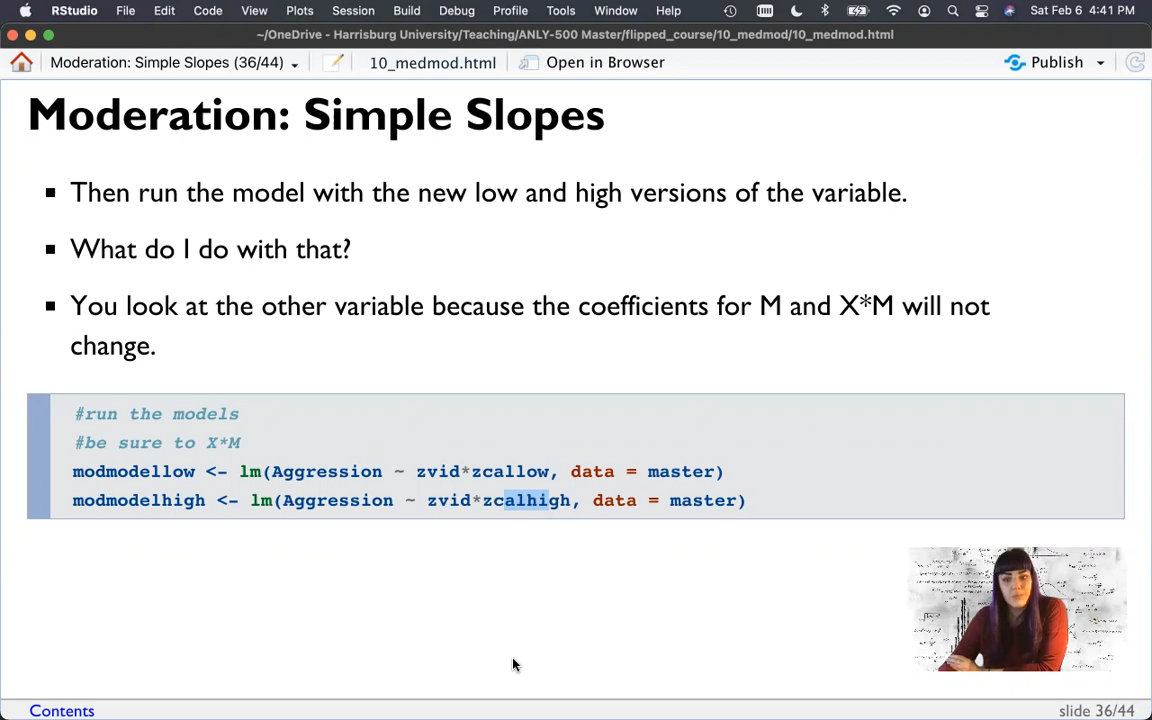 RStudio File Edit Code View Plots Session Build Debug Profile Tools Window Help Sat Feb 6 4:41 PM
~/OneDrive - Harrisburg University/Teaching/ANLY-500 Master/flipped_course/10_medmod/10_medmod.html
Moderation: Simple Slopes (36/44) 10_medmod.html Open in Browser Publish
Moderation: Simple Slopes
Then run the model with the new low and high versions of the variable.
What do I do with that?
You look at the other variable because the coefficients for M and X*M will not
change.
#run the models
#be sure to X*M
modmodellow <- lm(Aggression ~ zvid*zcallow, data = master)
modmodelhigh <- lm(Aggression ~ zvid*zcalhigh, data = master)
Contents slide 36/44